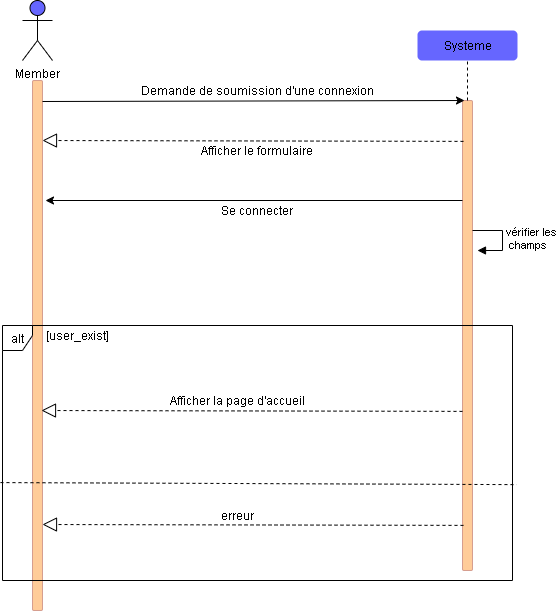 Systeme
Member
Demande de soumission d'une connexion
Afficher le formulaire
Se connecter
vérifier les
champs
alt
[user_exist]
Afficher la page d'accueil
erreur